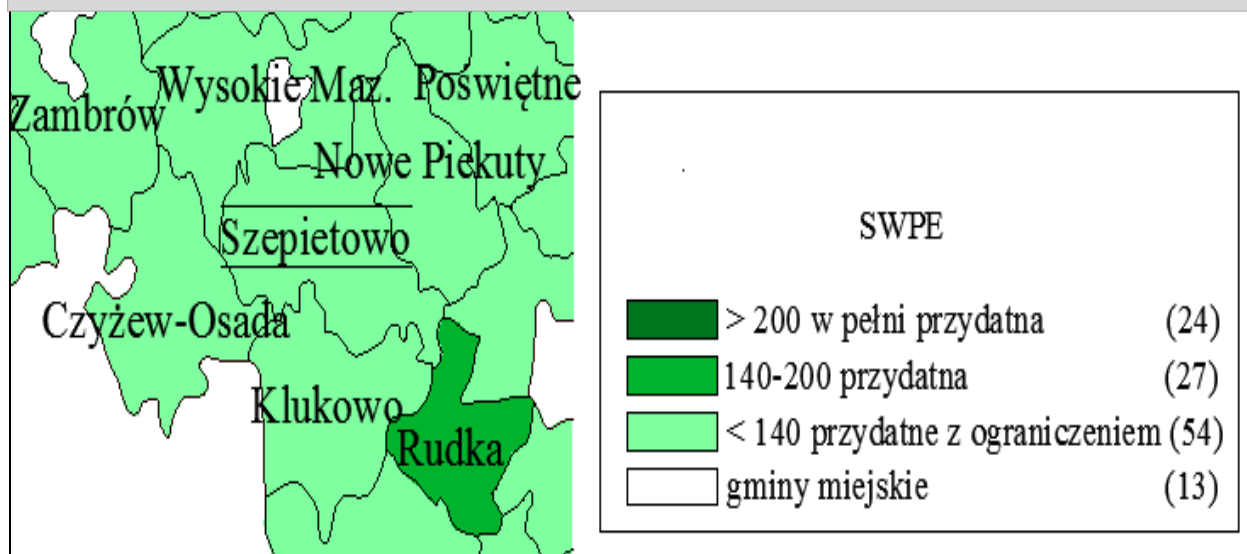 Wysokie Maz.
Poświętne
Zambrów
Nowe Piekuty
Szepietowo
Czyżew-Osada
Klukowo
Rudka
SWPE
> 200 w pełni przydatna (24)
140-200 przydatna (27)
< 140 przydatne z ograniczeniem (54)
gminy miejskie (13)